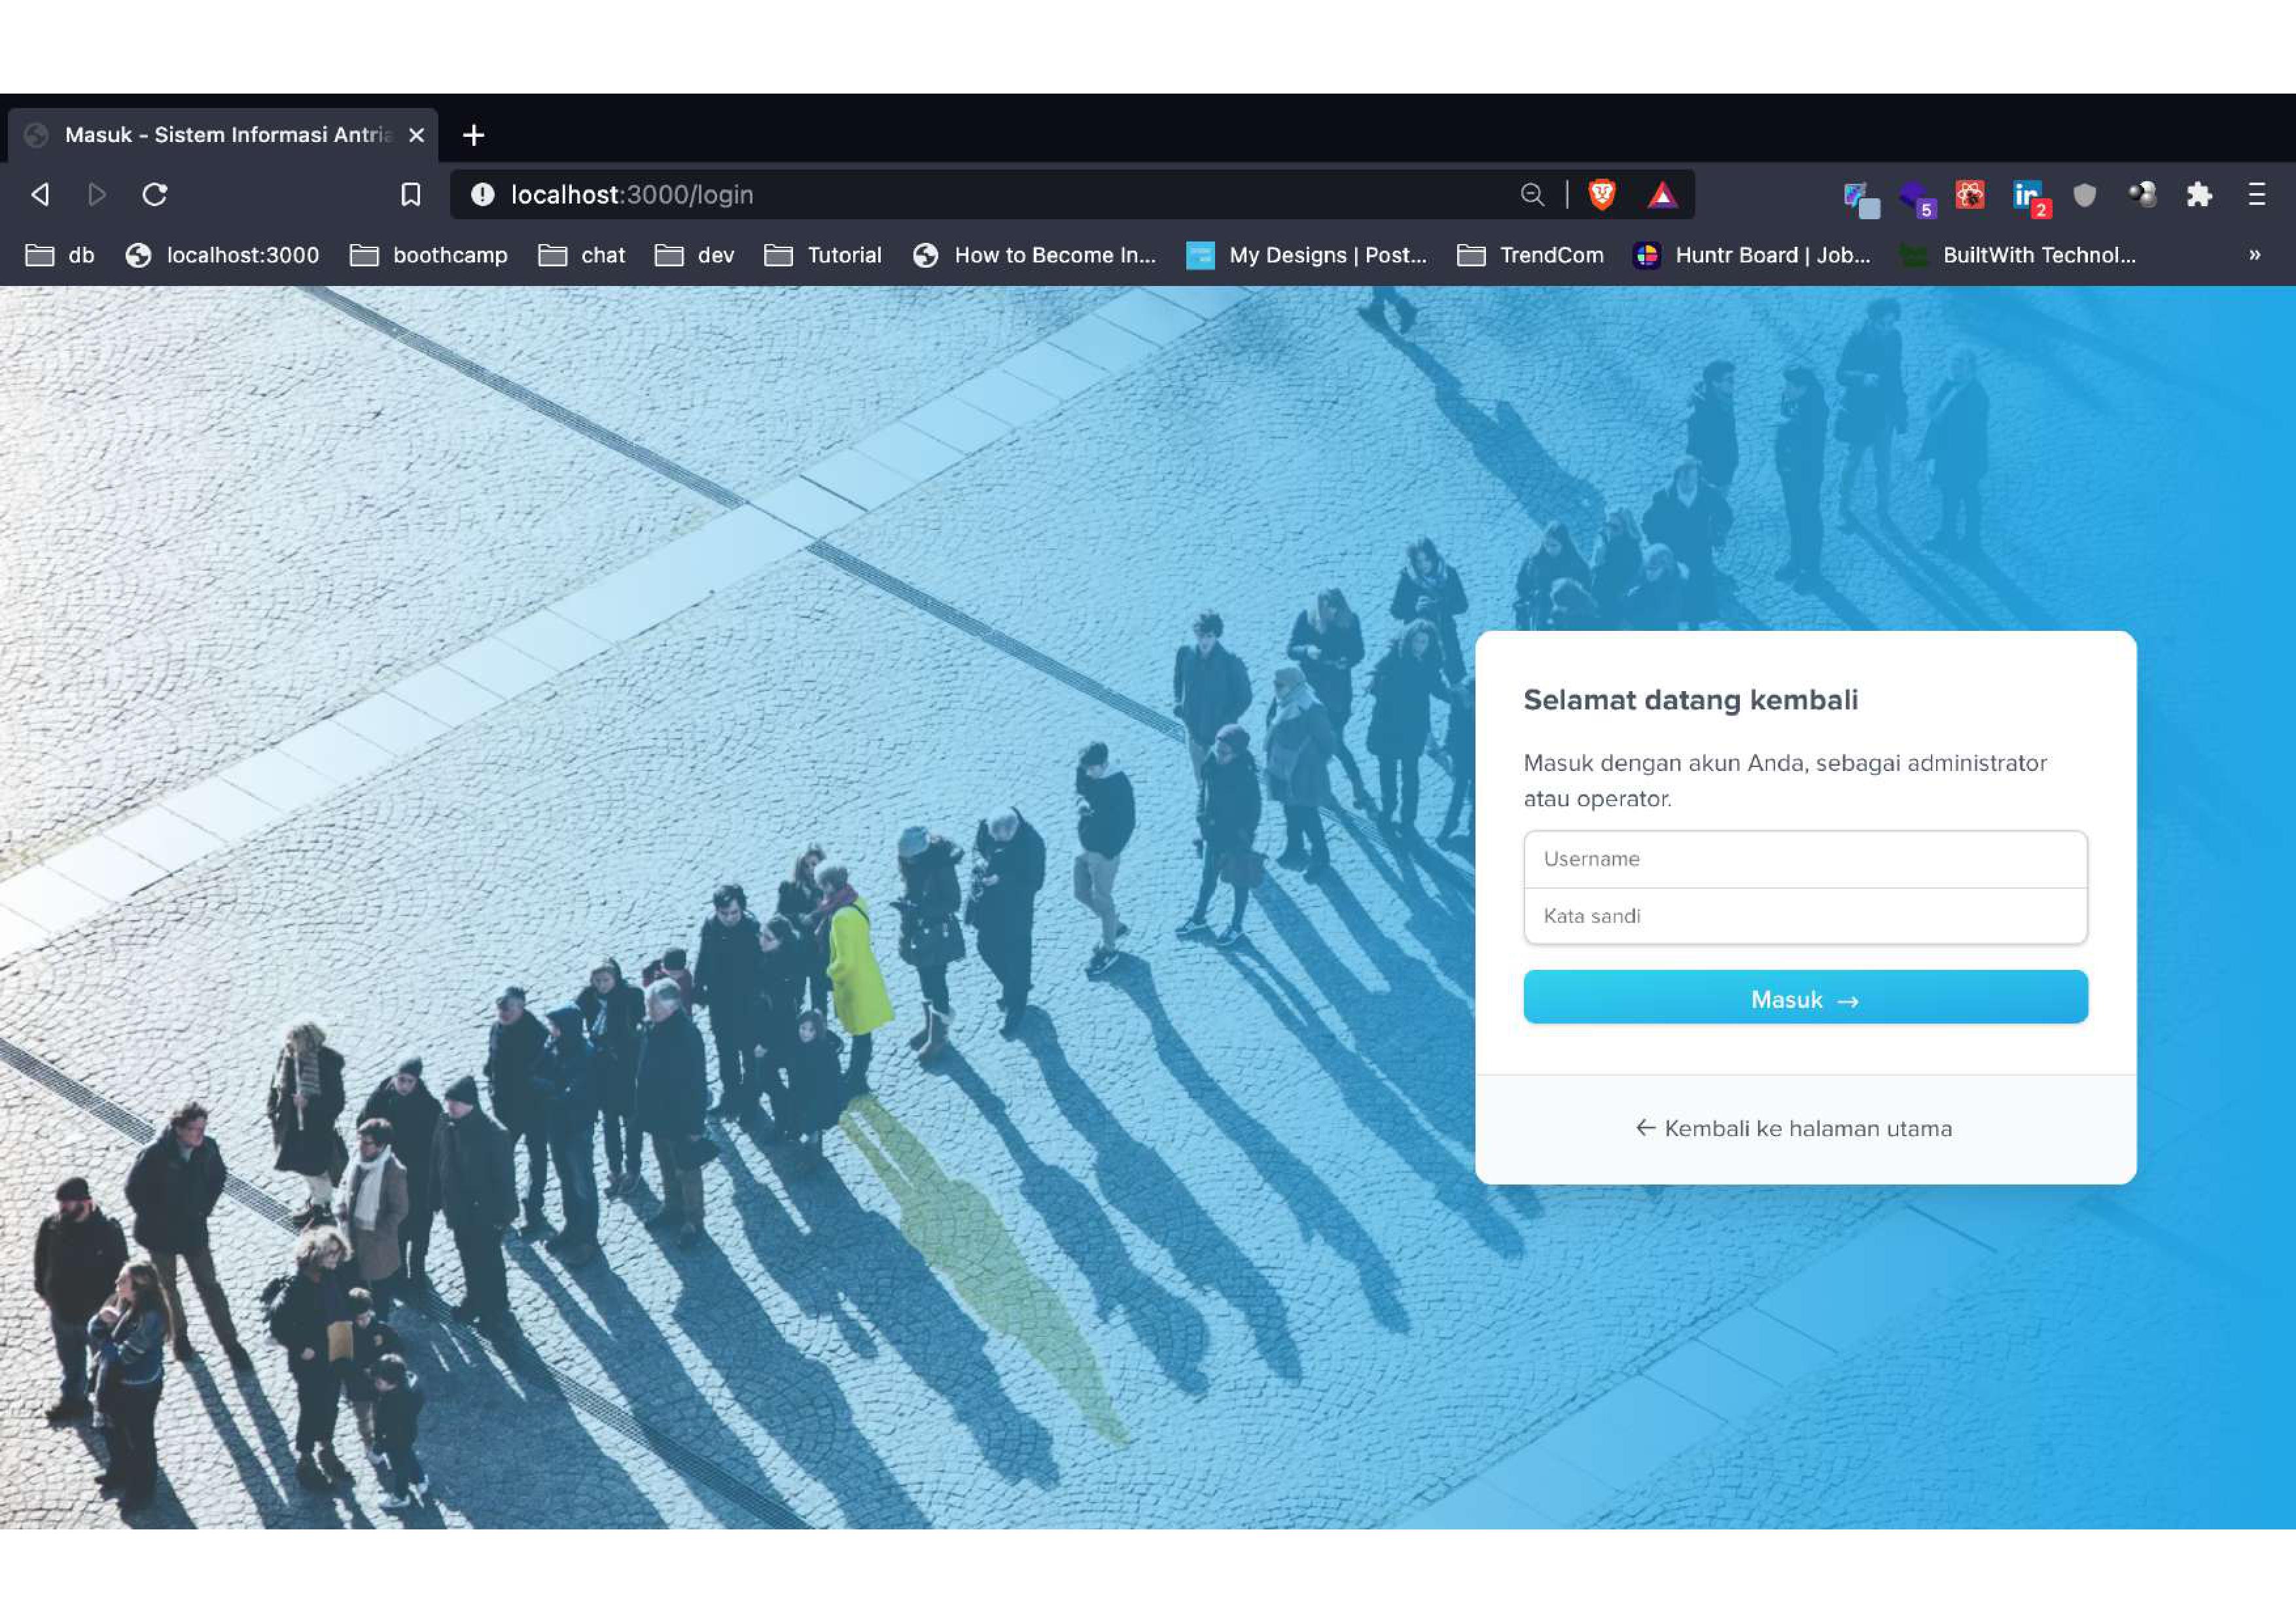 Masuk - Sistem Informasi Antria
localhost:3000/login
5
in
2
db
localhost:3000
boothcamp
chat
dev
Tutorial
How to Become In...
My Designs | Post...
TrendCom
Huntr Board | Job...
BuiltWith Technol...
»
Selamat datang kembali
Masuk dengan akun Anda, sebagai administrator
atau operator.
Username
Kata sandi
Masuk →
← Kembali ke halaman utama